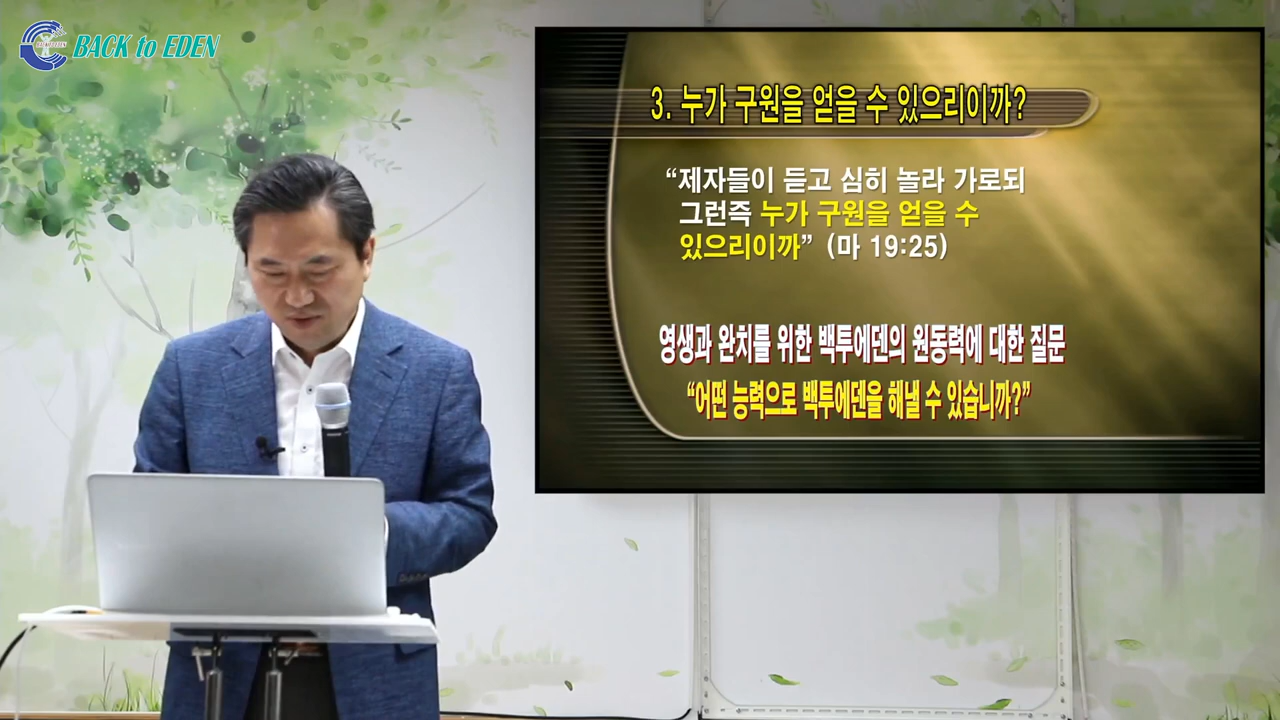 BACK to EDEN
3. 누가 구원을 얻을 수 있으리이까?
“제자들이 듣고 심히 놀라 가로되
그런즉 누가 구원을 얻을 수
있으리이까” (마 19:25)
영생과 완치를 위한 백투에덴의 원동력에 대한 질문
“어떤 능력으로 백투에덴을 해낼 수 있습니까?”